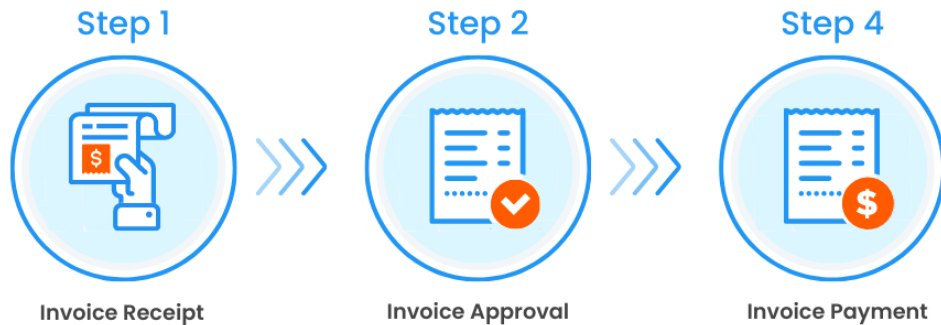 Step 1
Step 2
Step 4
$
$
Invoice Receipt
Invoice Approval
Invoice Payment